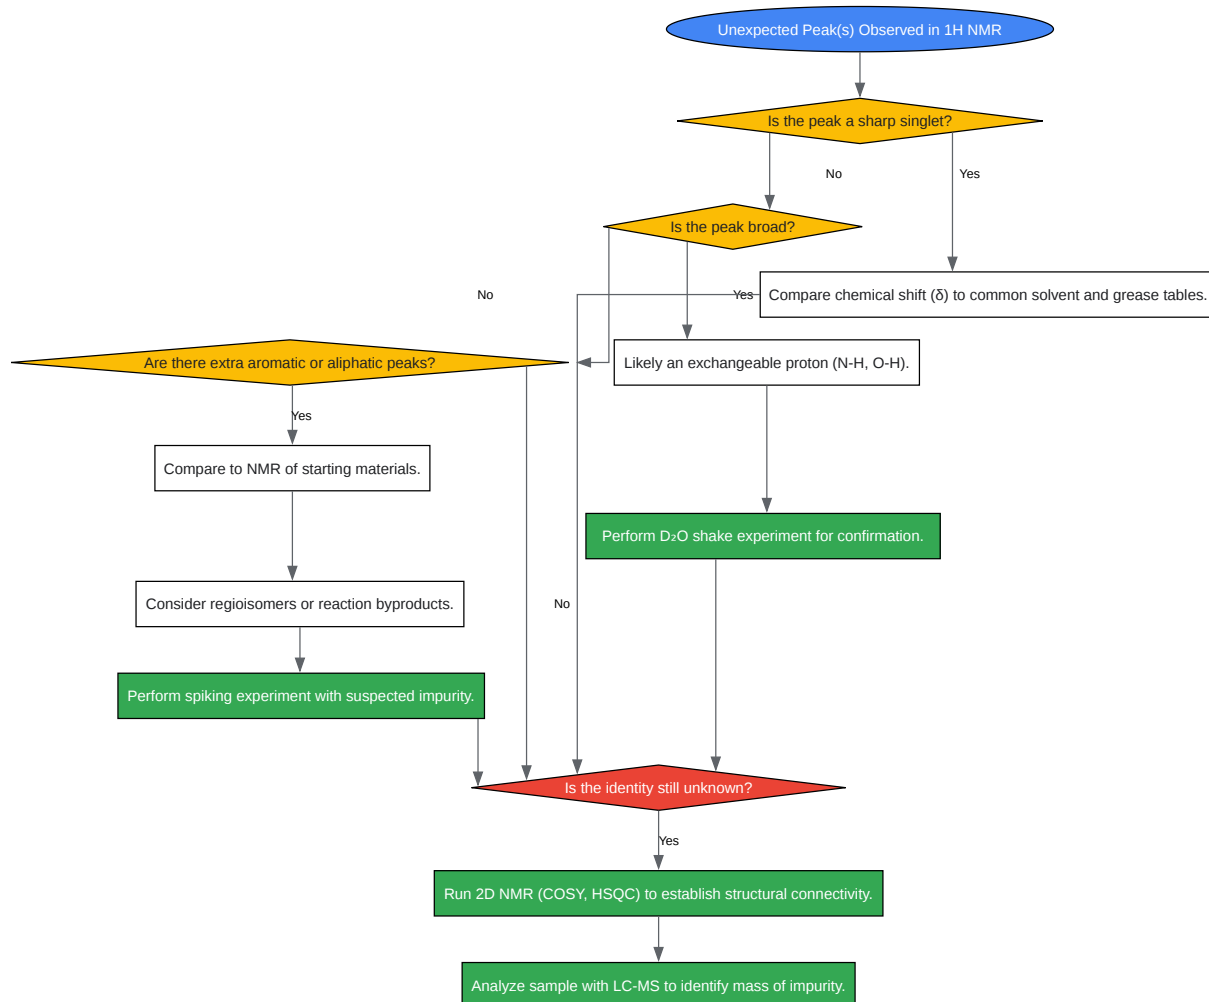 Unexpected Peak(s) Observed in 1H NMR
Is the peak a sharp singlet?
No
Yes
Is the peak broad?
No
Yes
Compare chemical shift (δ) to common solvent and grease tables.
Are there extra aromatic or aliphatic peaks?
Likely an exchangeable proton (N-H, O-H).
Yes
Compare to NMR of starting materials.
Perform D₂O shake experiment for confirmation.
Consider regioisomers or reaction byproducts.
No
Perform spiking experiment with suspected impurity.
Is the identity still unknown?
Yes
Run 2D NMR (COSY, HSQC) to establish structural connectivity.
Analyze sample with LC-MS to identify mass of impurity.